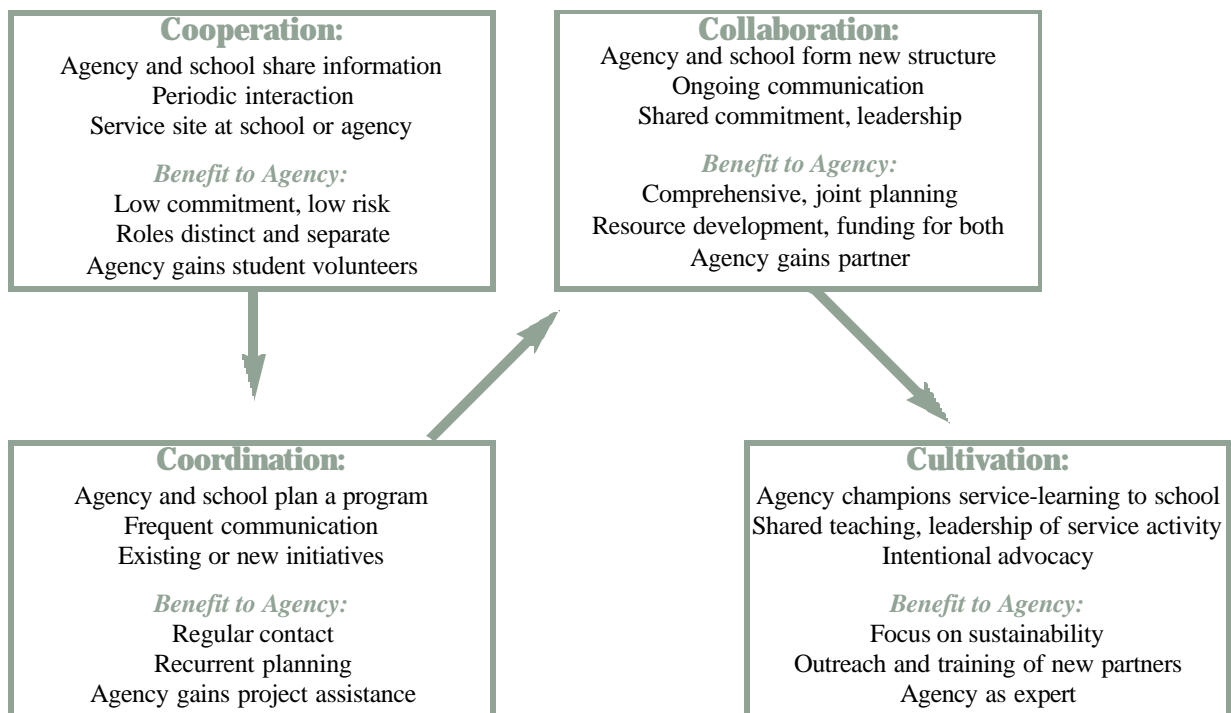 Cooperation:
Agency and school share information
Periodic interaction
Service site at school or agency
Benefit to Agency:
Low commitment, low risk
Roles distinct and separate
Agency gains student volunteers
Coordination:
Agency and school plan a program
Frequent communication
Existing or new initiatives
Benefit to Agency:
Regular contact
Recurrent planning
Agency gains project assistance
Collaboration:
Agency and school form new structure
Ongoing communication
Shared commitment, leadership
Benefit to Agency:
Comprehensive, joint planning
Resource development, funding for both
Agency gains partner
Cultivation:
Agency champions service-learning to school
Shared teaching, leadership of service activity
Intentional advocacy
Benefit to Agency:
Focus on sustainability
Outreach and training of new partners
Agency as expert